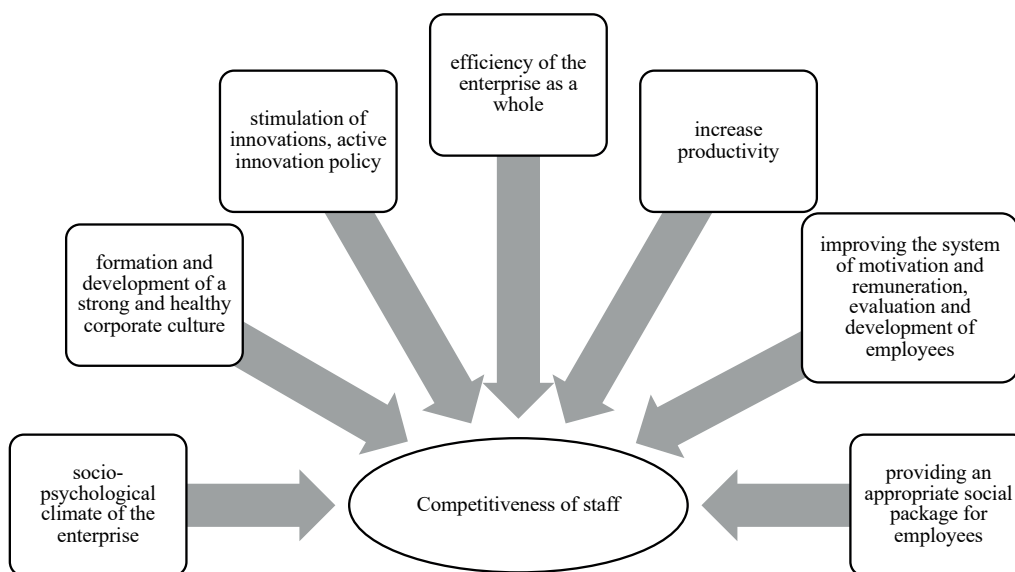 efficiency of the
enterprise as a
whole
stimulation of
innovations, active
innovation policy
increase
productivity
formation and
development of a
strong and healthy
corporate culture
improving the system
of motivation and
remuneration,
evaluation and
development of
employees
socio-
psychological
climate of the
enterprise
Competitiveness of staff
providing an
appropriate social
package for
employees